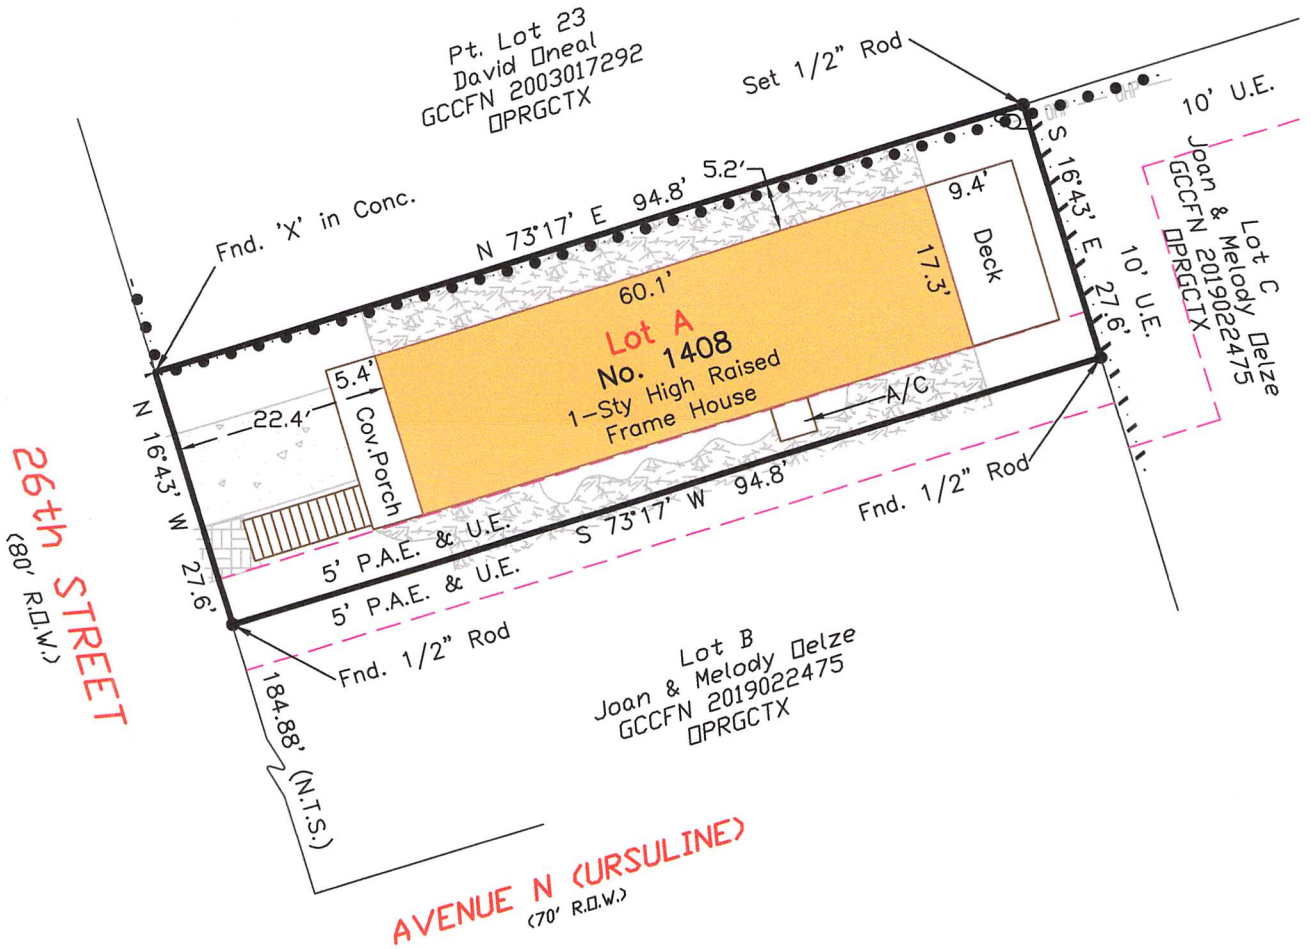 Pt. Lot 23
David Oneal
GCCFN 2003017292
OPRGCTX
Set 1/2" Rod
OHP OHP
10' U.E.
Fnd. 'X' in Conc.
N 73°17' E 94.8'
5.2'
S 16°43' E 27.6'
10' U.E.
Lot C
Joan & Melody Oelze
GCCFN 2019022475
OPRGCTX
9.4'
Deck
17.3'
60.1'
Lot A
No. 1408
1-Sty High Raised
Frame House
5.4'
Cov.Porch
22.4'
A/C
N 16°43' W 27.6'
26th STREET
(80' R.O.W.)
5' P.A.E. & U.E.
5' P.A.E. & U.E.
S 73°17' W 94.8'
Fnd. 1/2" Rod
Fnd. 1/2" Rod
Lot B
Joan & Melody Oelze
GCCFN 2019022475
OPRGCTX
184.88' (N.T.S.)
AVENUE N (URSULINE)
(70' R.O.W.)